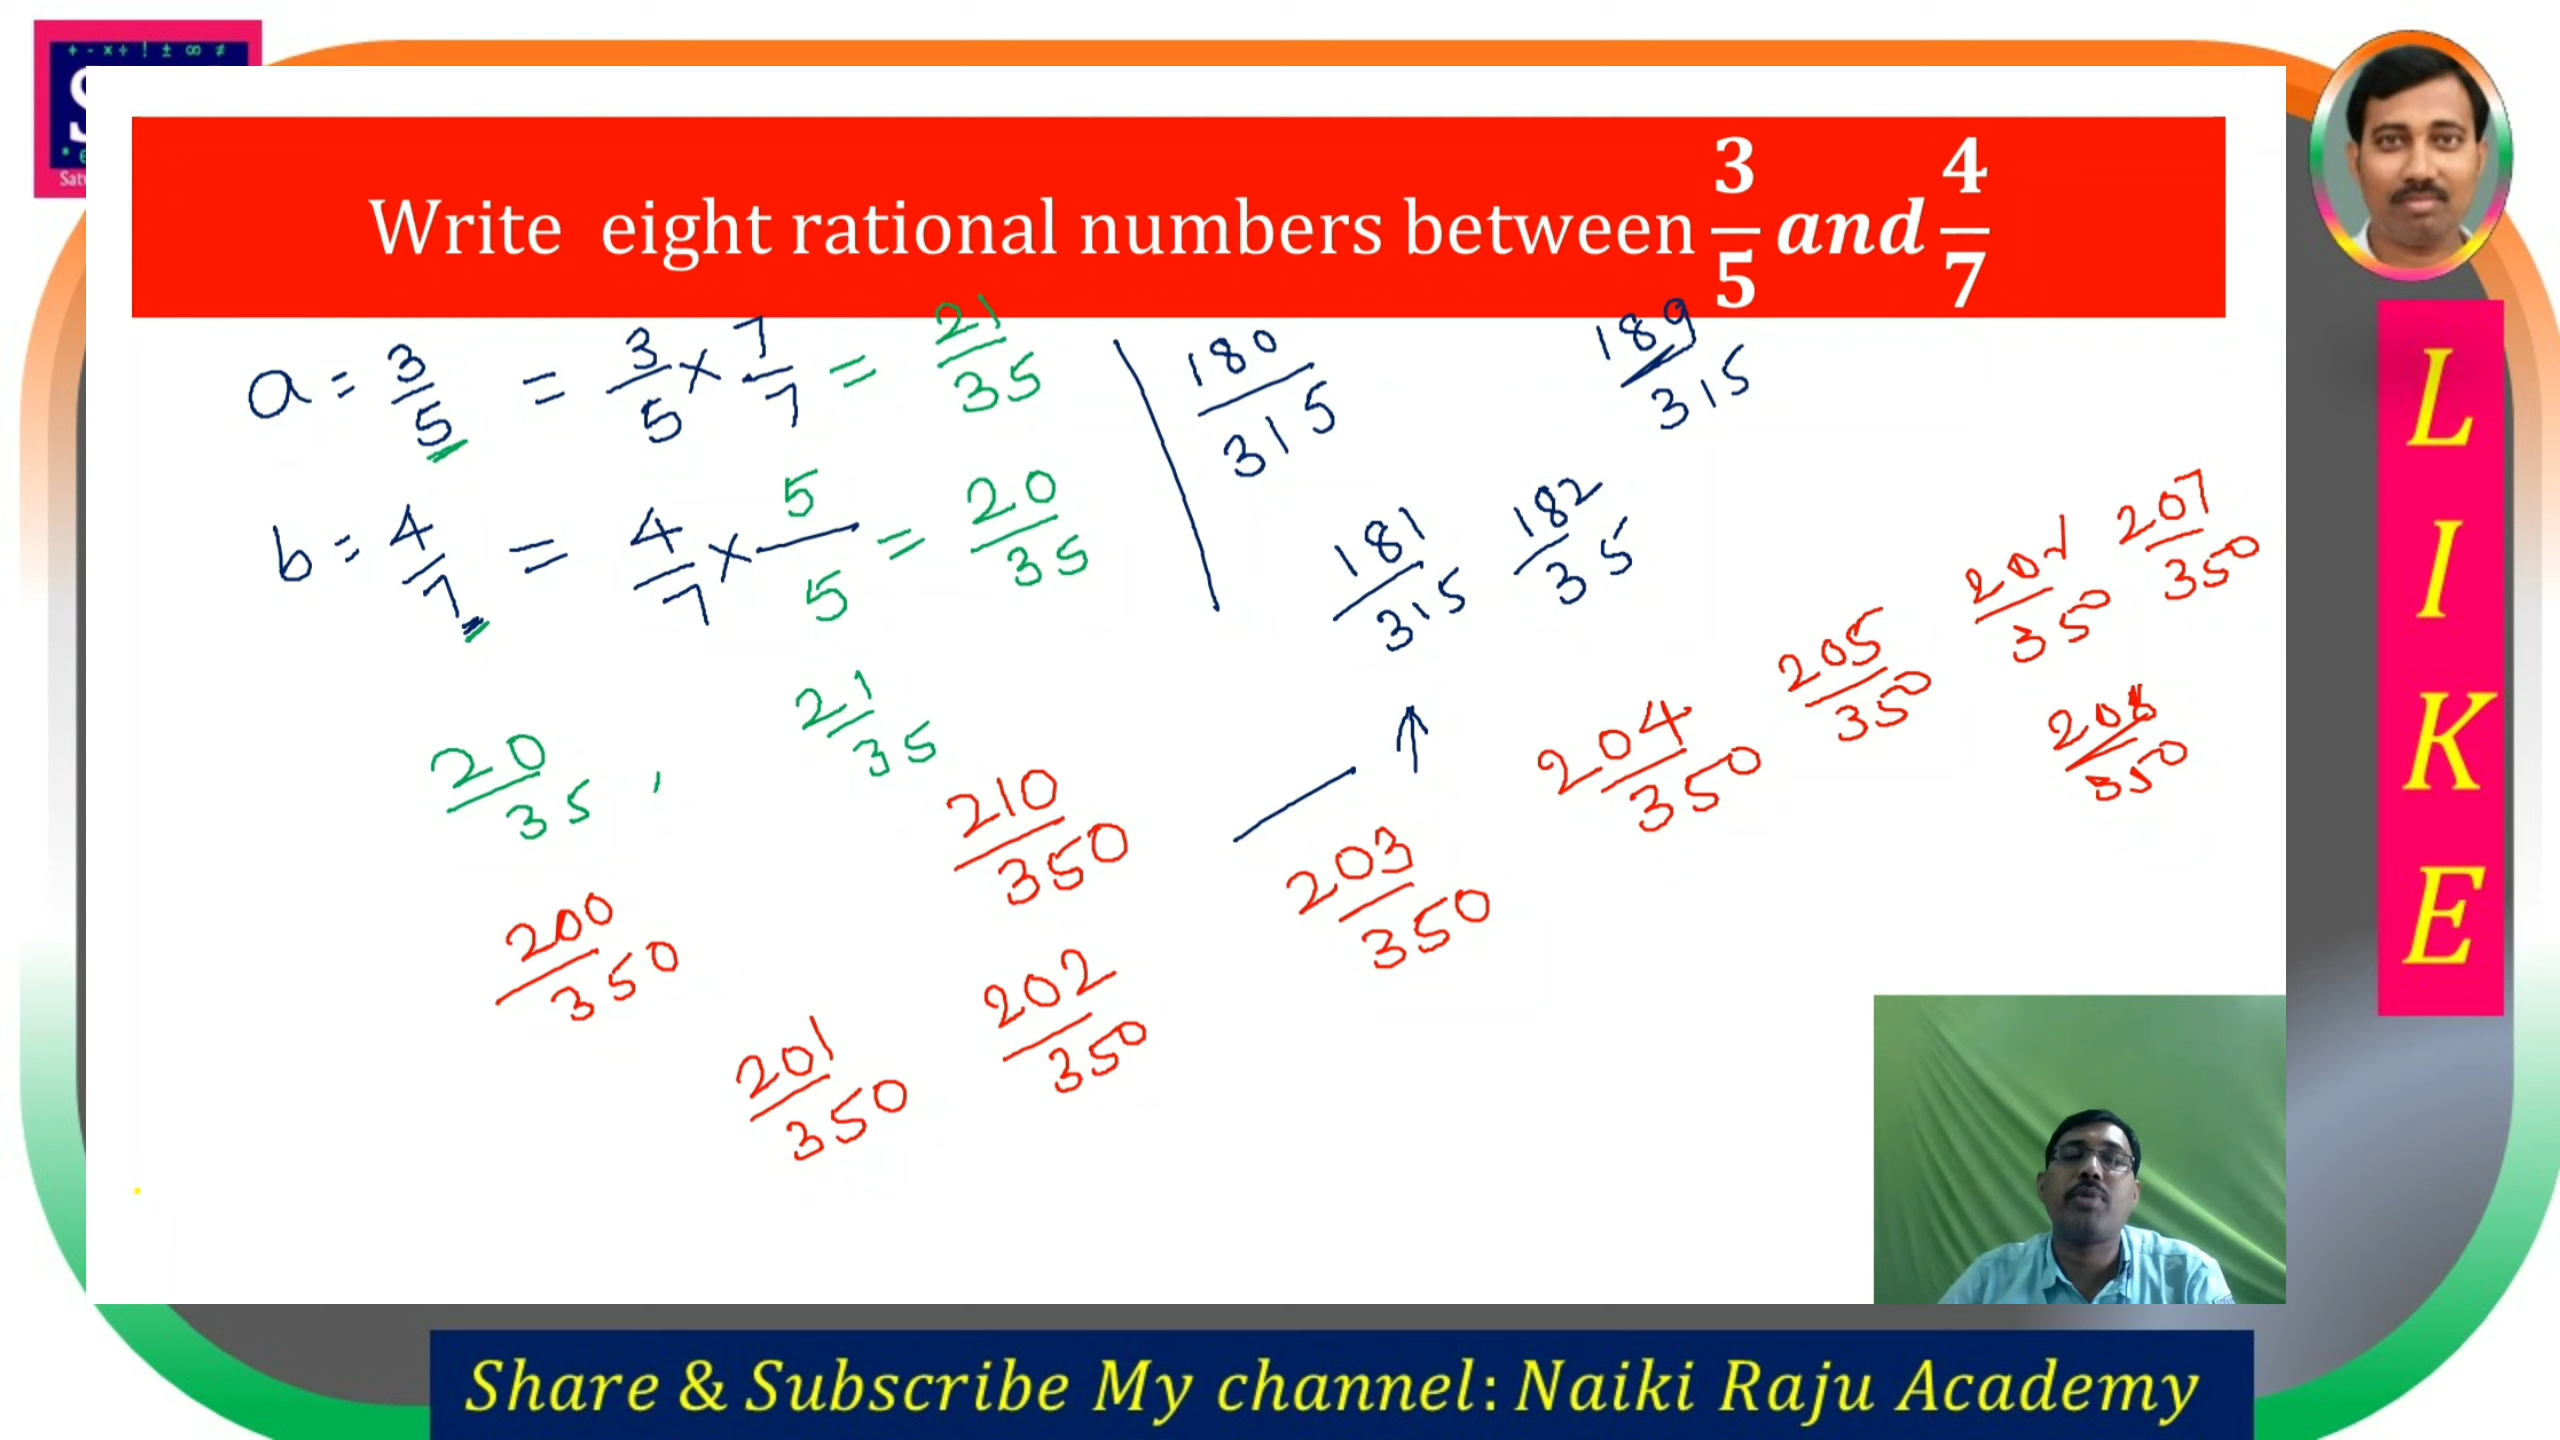 + - × ÷ ! ± ∞ ≠
Write eight rational numbers between 3/5 and 4/7
a = 3/5 = 3/5 × 7/7 = 21/35
b = 4/7 = 4/7 × 5/5 = 20/35
180/315 189/315
181/315 182/35
20/35 , 21/35
200/350 210/350
201/350 202/350 203/350 204/350 205/350
207/350
208/350
L
I
K
E
Share & Subscribe My channel: Naiki Raju Academy